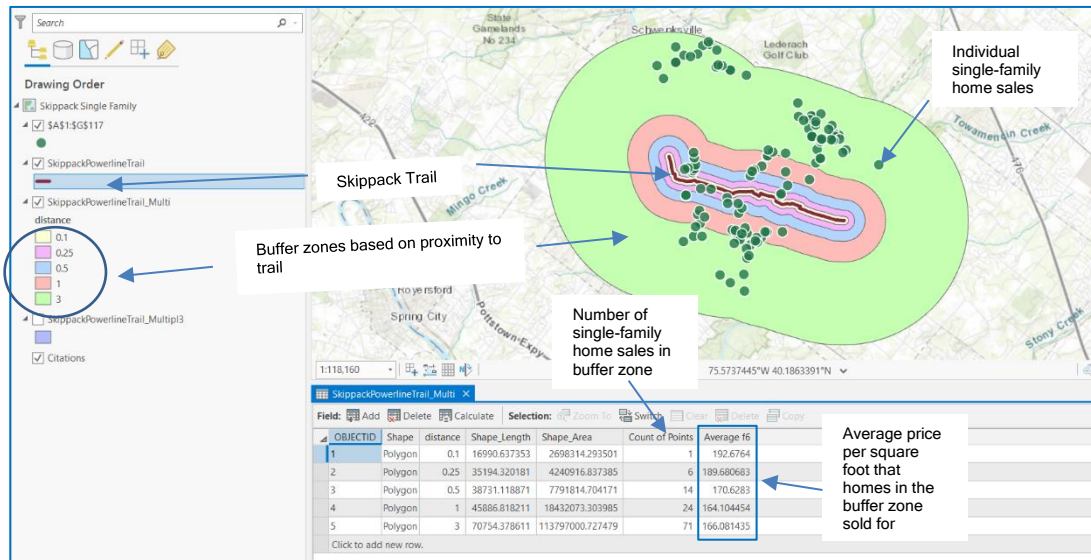 Search
Drawing Order
Skippack Single Family
$A$1:$G$117
SkippackPowerlineTrail
SkippackPowerlineTrail_Multi
distance
0.1
0.25
0.5
1
3
SkippackPowerlineTrail_Multipl3
Citations
State
Gamelands
No 234
Schwenksville
Lederach
Golf Club
422
Mingo Creek
Towamencin Creek
476
Royersford
Spring City
Pottstown-Expy
Stony Creek
Individual
single-family
home sales
Skippack Trail
Buffer zones based on proximity to
trail
Number of
single-family
home sales in
buffer zone
1:118,160
75.5737445°W 40.1863391°N
SkippackPowerlineTrail_Multi
Field: Add Delete Calculate Selection: Zoom To Switch Clear Delete Copy
OBJECTID Shape distance Shape_Length Shape_Area Count of Points Average f6
1 Polygon 0.1 16990.637353 2698314.293501 1 192.6764
2 Polygon 0.25 35194.320181 4240916.837385 6 189.680683
3 Polygon 0.5 38731.118871 7791814.704171 14 170.6283
4 Polygon 1 45886.818211 18432073.303985 24 164.104454
5 Polygon 3 70754.378611 113797000.727479 71 166.081435
Click to add new row.
Average price
per square
foot that
homes in the
buffer zone
sold for